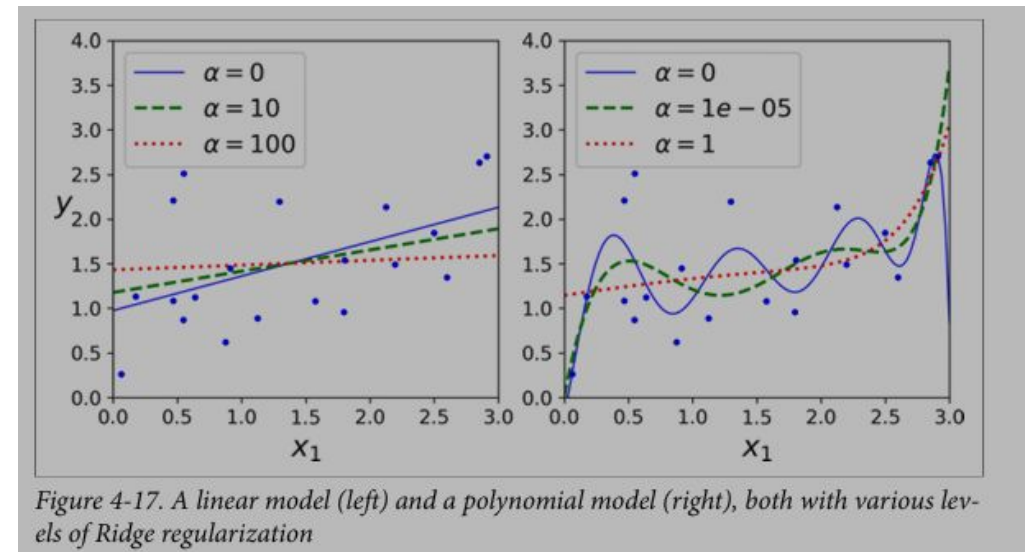 4.0
3.5
3.0
2.5
2.0
1.5
1.0
0.5
0.0
y
α = 0
α = 10
α = 100
0.0 0.5 1.0 1.5 2.0 2.5 3.0
x₁
4.0
3.5
3.0
2.5
2.0
1.5
1.0
0.5
0.0
α = 0
α = 1e − 05
α = 1
0.0 0.5 1.0 1.5 2.0 2.5 3.0
x₁
Figure 4-17. A linear model (left) and a polynomial model (right), both with various lev-
els of Ridge regularization